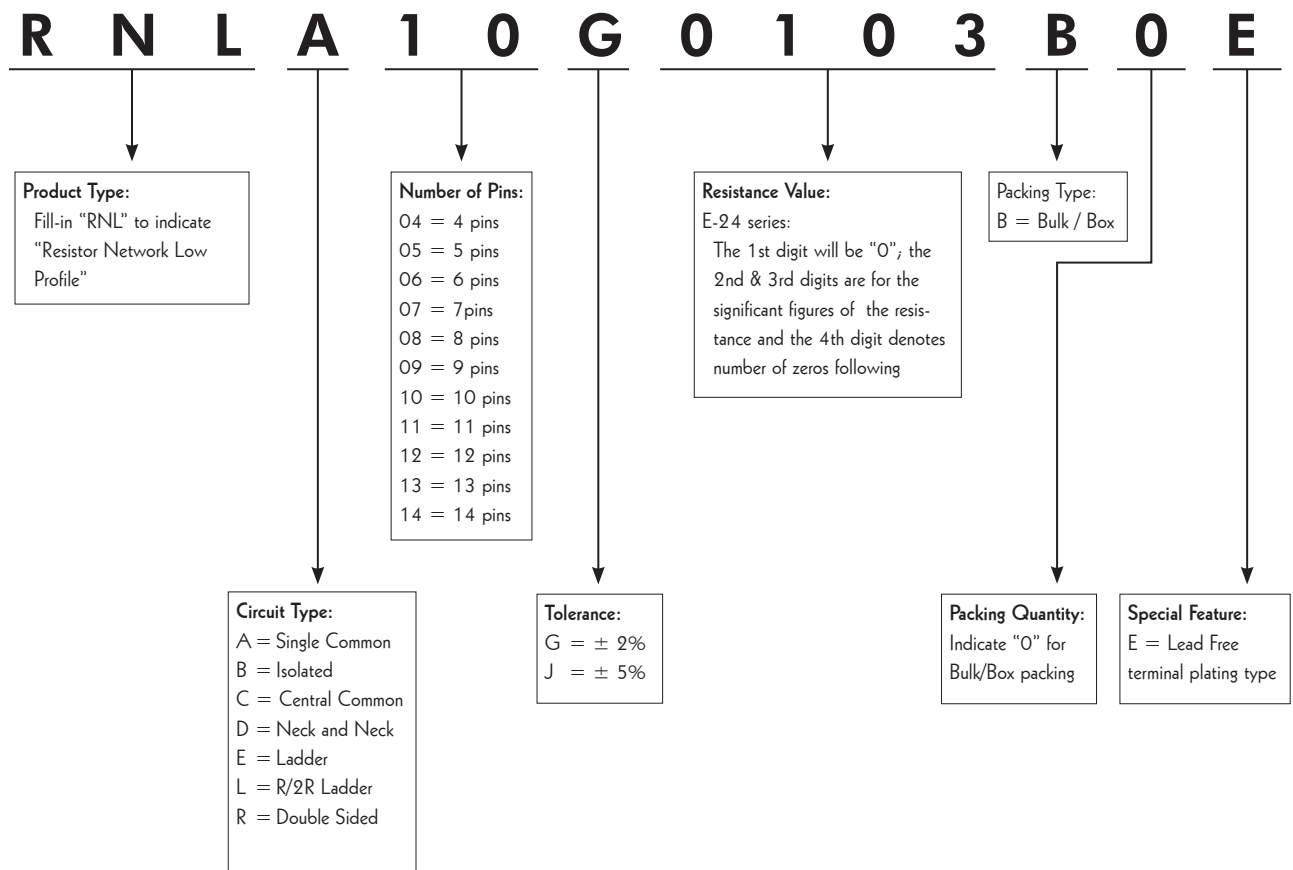 R N L A 1 0 G 0 1 0 3 B 0 E
Product Type:
Fill-in “RNL” to indicate
“Resistor Network Low
Profile”
Number of Pins:
04 = 4 pins
05 = 5 pins
06 = 6 pins
07 = 7pins
08 = 8 pins
09 = 9 pins
10 = 10 pins
11 = 11 pins
12 = 12 pins
13 = 13 pins
14 = 14 pins
Resistance Value:
E-24 series:
The 1st digit will be “0”; the
2nd & 3rd digits are for the
significant figures of the resis-
tance and the 4th digit denotes
number of zeros following
Packing Type:
B = Bulk / Box
Circuit Type:
A = Single Common
B = Isolated
C = Central Common
D = Neck and Neck
E = Ladder
L = R/2R Ladder
R = Double Sided
Tolerance:
G = ± 2%
J = ± 5%
Packing Quantity:
Indicate “0” for
Bulk/Box packing
Special Feature:
E = Lead Free
terminal plating type